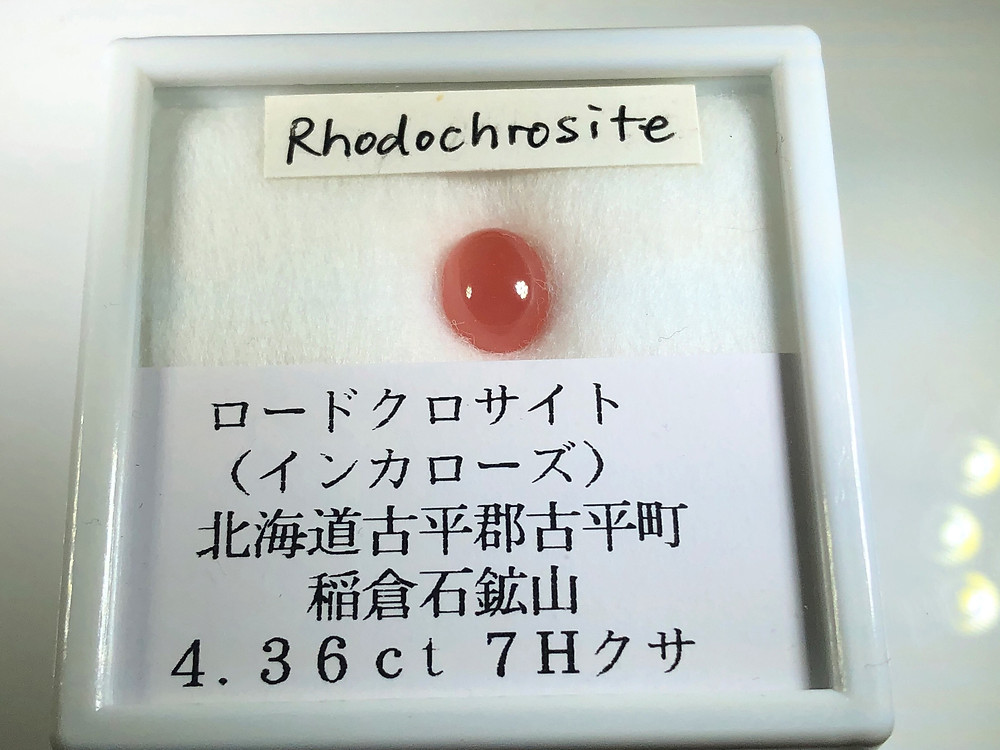 Rhodochrosite
ロードクロサイト
（インカローズ）
北海道古平郡古平町
稲倉石鉱山
４．３６ｃｔ ７Ｈクサ